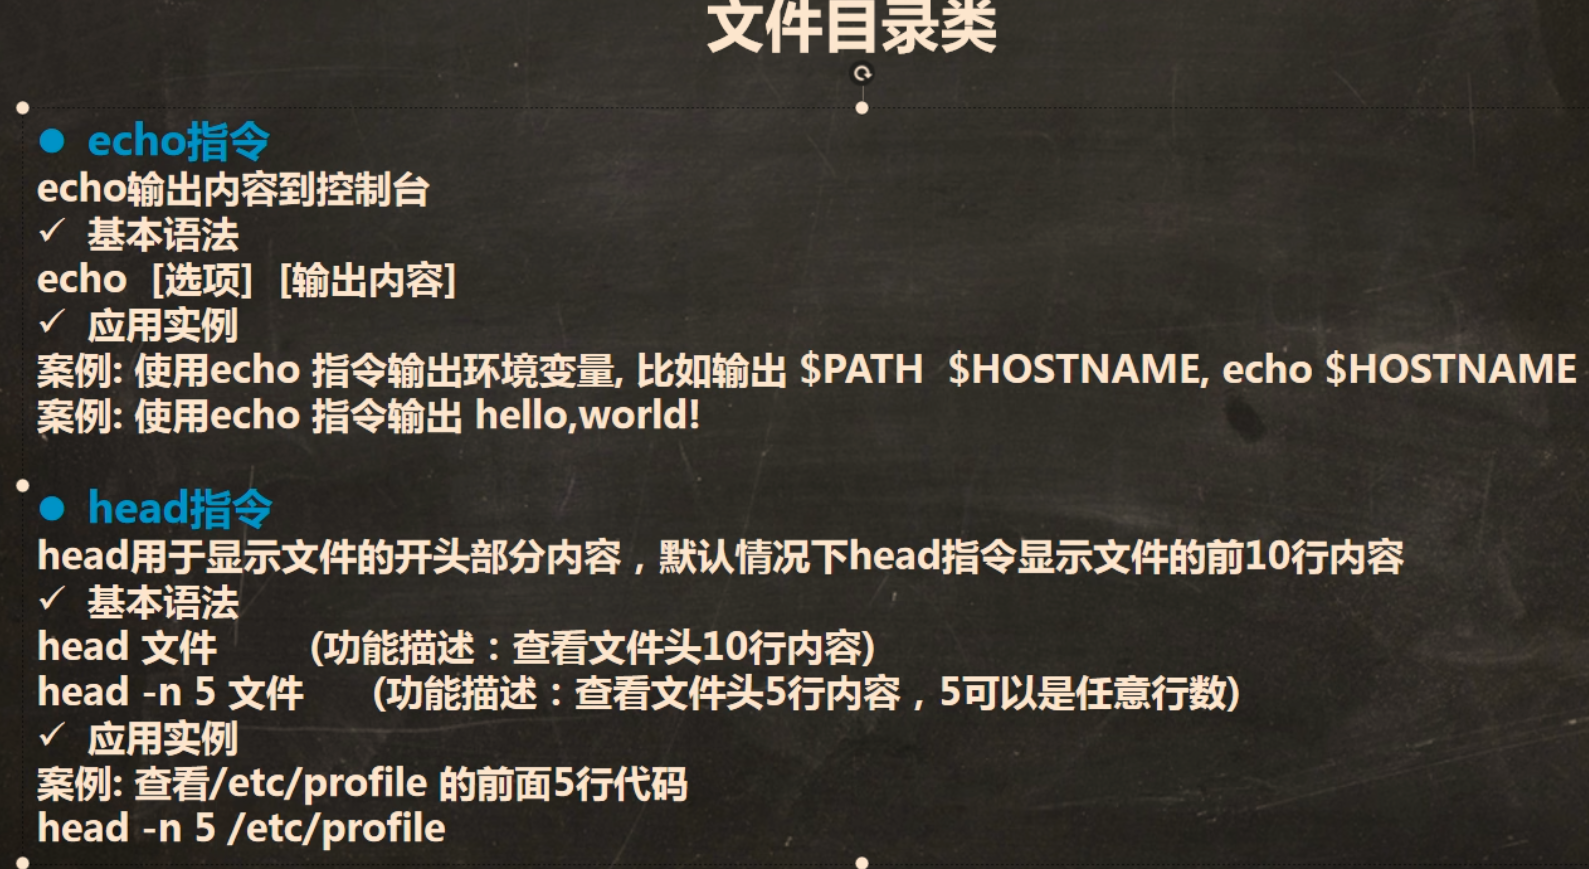 文件目录类
● echo指令
echo输出内容到控制台
✓ 基本语法
echo [选项] [输出内容]
✓ 应用实例
案例: 使用echo 指令输出环境变量, 比如输出 $PATH $HOSTNAME, echo $HOSTNAME
案例: 使用echo 指令输出 hello,world!
● head指令
head用于显示文件的开头部分内容，默认情况下head指令显示文件的前10行内容
✓ 基本语法
head 文件 (功能描述：查看文件头10行内容)
head -n 5 文件 (功能描述：查看文件头5行内容，5可以是任意行数)
✓ 应用实例
案例: 查看/etc/profile 的前面5行代码
head -n 5 /etc/profile